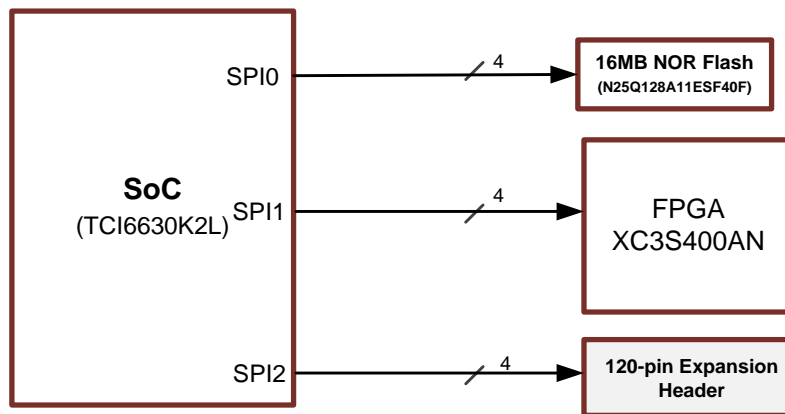 SPI0
4
16MB NOR Flash
(N25Q128A11ESF40F)
SoC
(TCI6630K2L)
SPI1
4
FPGA
XC3S400AN
SPI2
4
120-pin Expansion
Header